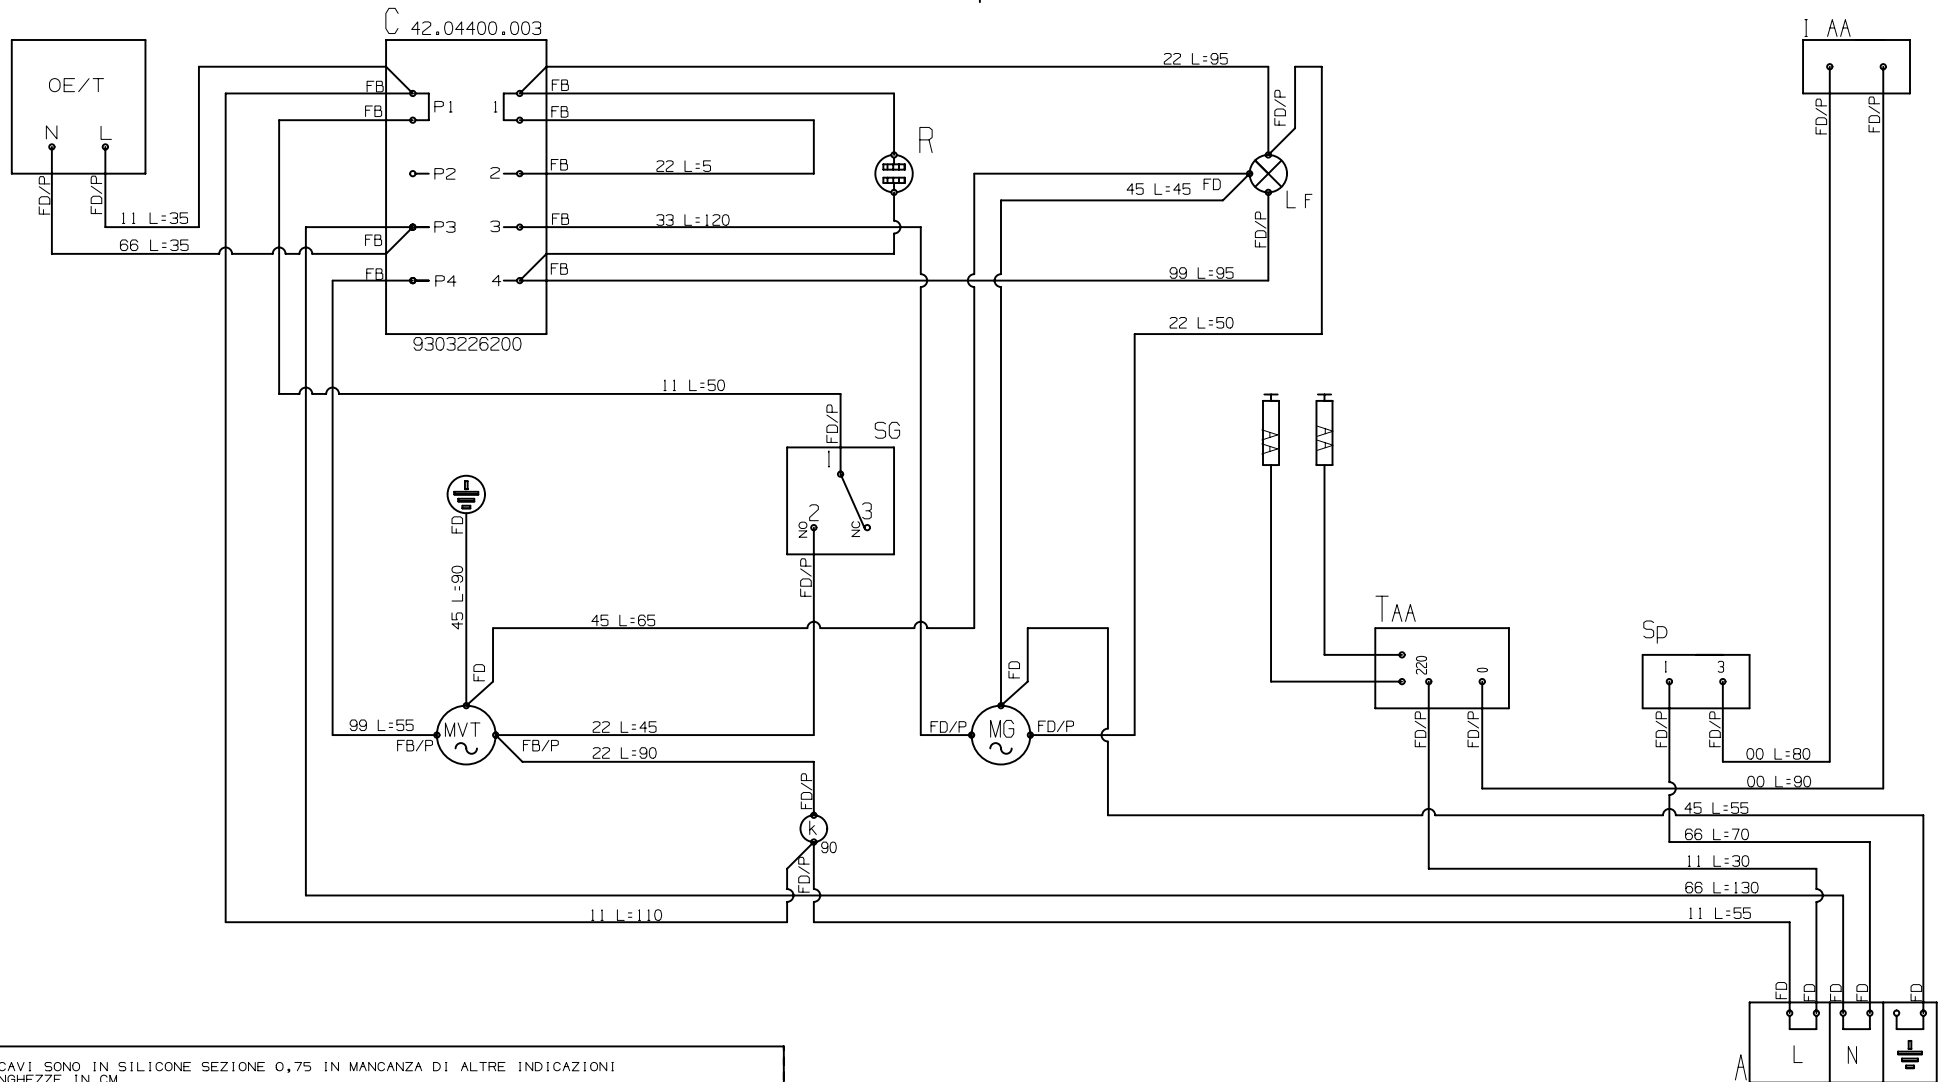 C 42.04400.003
I AA
OE/T
N L
FD/P
FD/P
11 L=35
66 L=35
FB
FB
FB
FB
P1
P2
P3
P4
1
2
3
4
FB
FB
FB
FB
FB
9303226200
22 L=95
22 L=5
33 L=120
99 L=95
R
FD/P
45 L=45 FD
LF
FD/P
22 L=50
FD/P
FD/P
11 L=50
FD/P
SG
1
2
3
NO
NC
FD/P
AA
AA
FD
45 L=90
45 L=65
FD
99 L=55
FB/P
MVT
22 L=45
FB/P
22 L=90
FD/P
k
90
FD/P
FD
FD/P
MG
FD/P
TAA
220
0
FD/P
FD/P
Sp
1
3
FD/P
FD/P
00 L=80
00 L=90
45 L=55
66 L=70
11 L=30
66 L=130
11 L=110
11 L=55
FD
FD
FD
FD
FD
A
L
N
CAVI SONO IN SILICONE SEZIONE 0,75 IN MANCANZA DI ALTRE INDICAZIONI
NGHEZZE IN CM